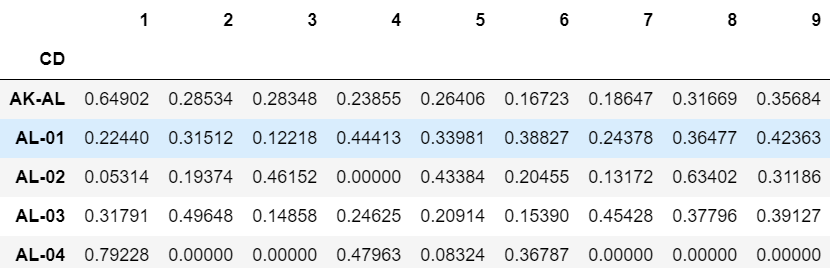 1 2 3 4 5 6 7 8 9
CD
AK-AL 0.64902 0.28534 0.28348 0.23855 0.26406 0.16723 0.18647 0.31669 0.35684
AL-01 0.22440 0.31512 0.12218 0.44413 0.33981 0.38827 0.24378 0.36477 0.42363
AL-02 0.05314 0.19374 0.46152 0.00000 0.43384 0.20455 0.13172 0.63402 0.31186
AL-03 0.31791 0.49648 0.14858 0.24625 0.20914 0.15390 0.45428 0.37796 0.39127
AL-04 0.79228 0.00000 0.00000 0.47963 0.08324 0.36787 0.00000 0.00000 0.00000